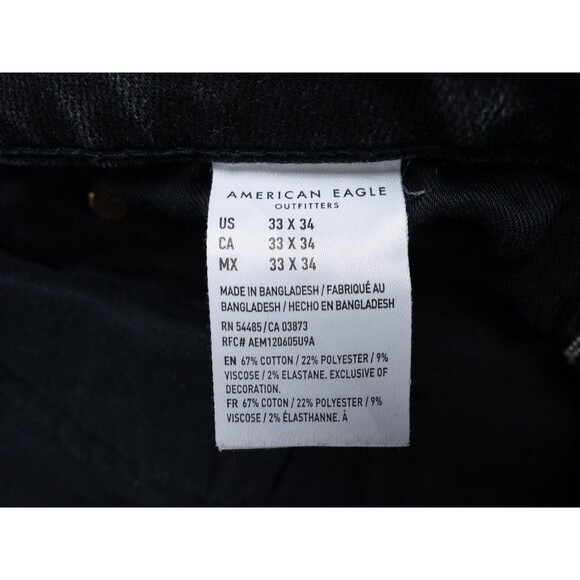 AMERICAN EAGLE
OUTFITTERS
US 33 X 34
CA 33 X 34
MX 33 X 34
MADE IN BANGLADESH / FABRIQUÉ AU
BANGLADESH / HECHO EN BANGLADESH
RN 54485 / CA 03873
RFC# AEM120605U9A
EN 67% COTTON / 22% POLYESTER / 9%
VISCOSE / 2% ELASTANE. EXCLUSIVE OF
DECORATION.
FR 67% COTON / 22% POLYESTER / 9%
VISCOSE / 2% ÉLASTHANNE. À